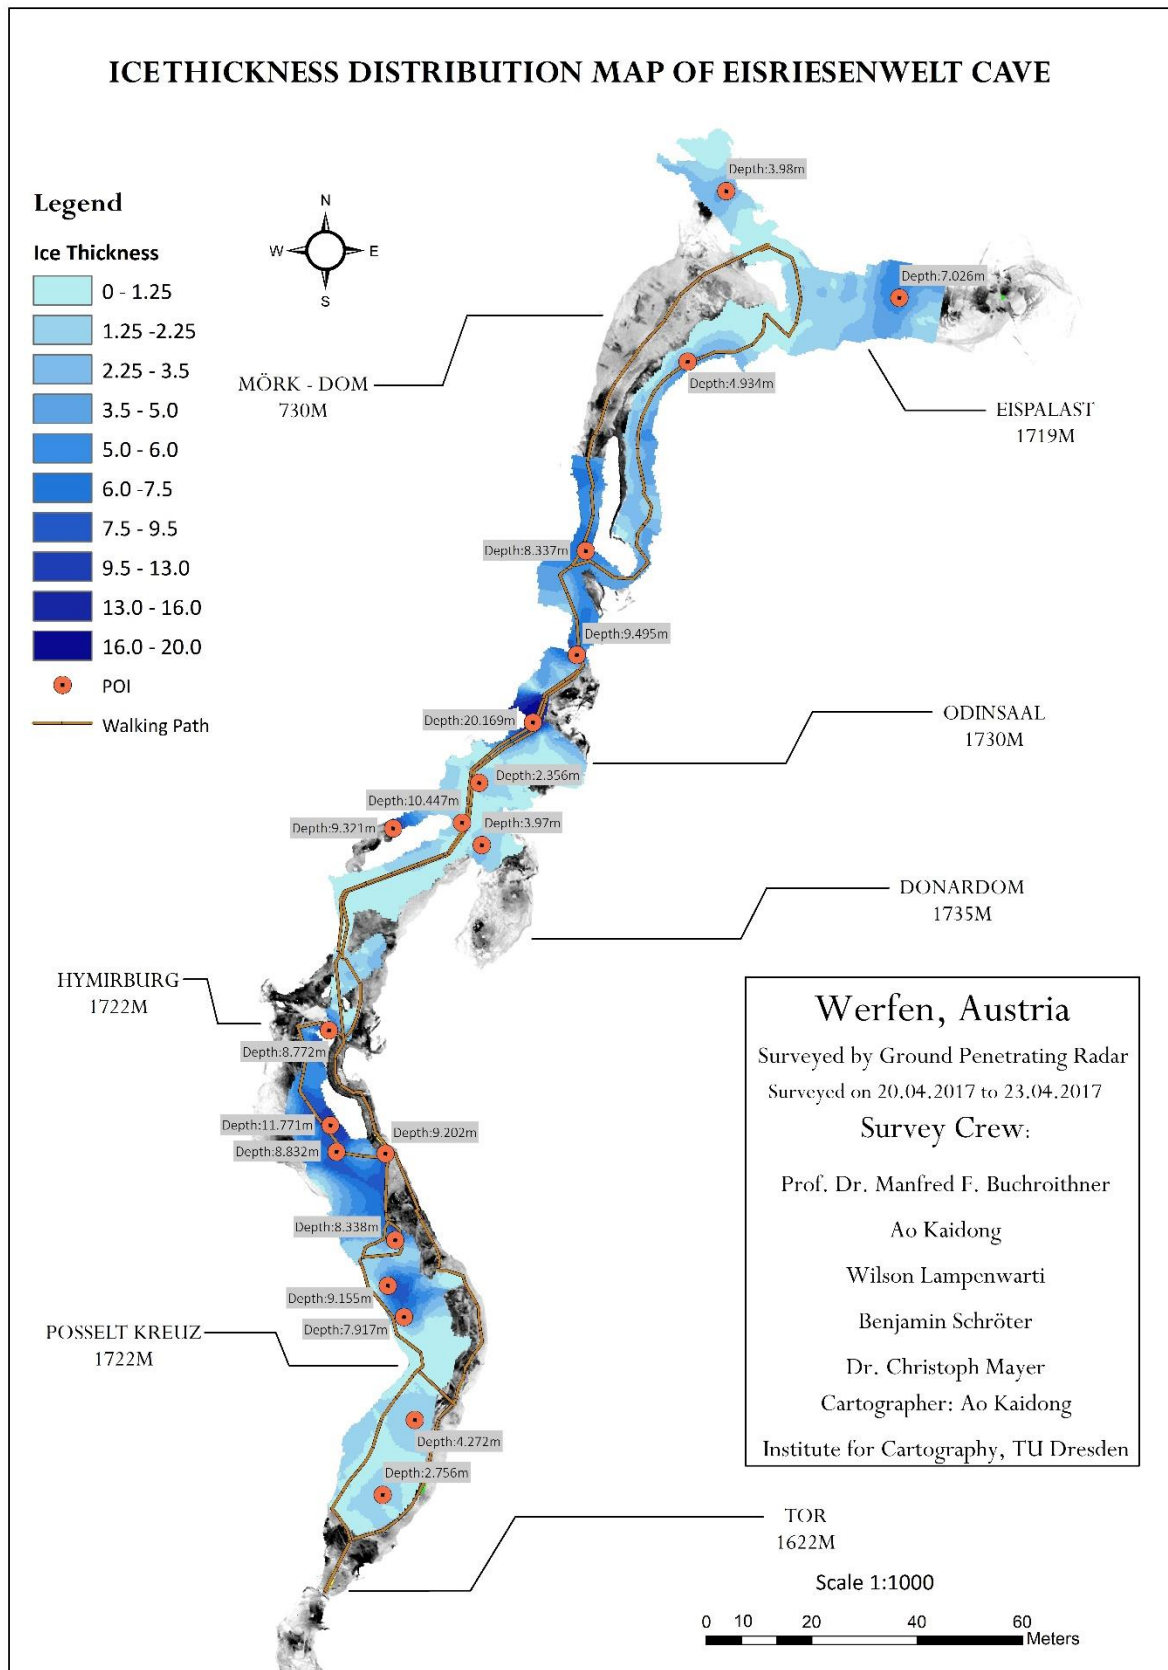 ICETHICKNESS DISTRIBUTION MAP OF EISRIESENWELT CAVE
Legend
Ice Thickness
0 - 1.25
1.25 -2.25
2.25 - 3.5
3.5 - 5.0
5.0 - 6.0
6.0 -7.5
7.5 - 9.5
9.5 - 13.0
13.0 - 16.0
16.0 - 20.0
POI
Walking Path
N
W
E
S
Depth:3.98m
Depth:7.026m
Depth:4.934m
MÖRK - DOM
730M
EISPALAST
1719M
Depth:8.337m
Depth:9.495m
Depth:20.169m
ODINSAAL
1730M
Depth:2.356m
Depth:10.447m
Depth:9.321m
Depth:3.97m
DONARDOM
1735M
HYMIRBURG
1722M
Depth:8.772m
Depth:11.771m
Depth:8.832m
Depth:9.202m
Depth:8.338m
Depth:9.155m
Depth:7.917m
POSSELT KREUZ
1722M
Depth:4.272m
Depth:2.756m
TOR
1622M
Werfen, Austria
Surveyed by Ground Penetrating Radar
Surveyed on 20.04.2017 to 23.04.2017
Survey Crew:
Prof. Dr. Manfred F. Buchroithner
Ao Kaidong
Wilson Lampenwarti
Benjamin Schröter
Dr. Christoph Mayer
Cartographer: Ao Kaidong
Institute for Cartography, TU Dresden
Scale 1:1000
0 10 20 40 60
Meters